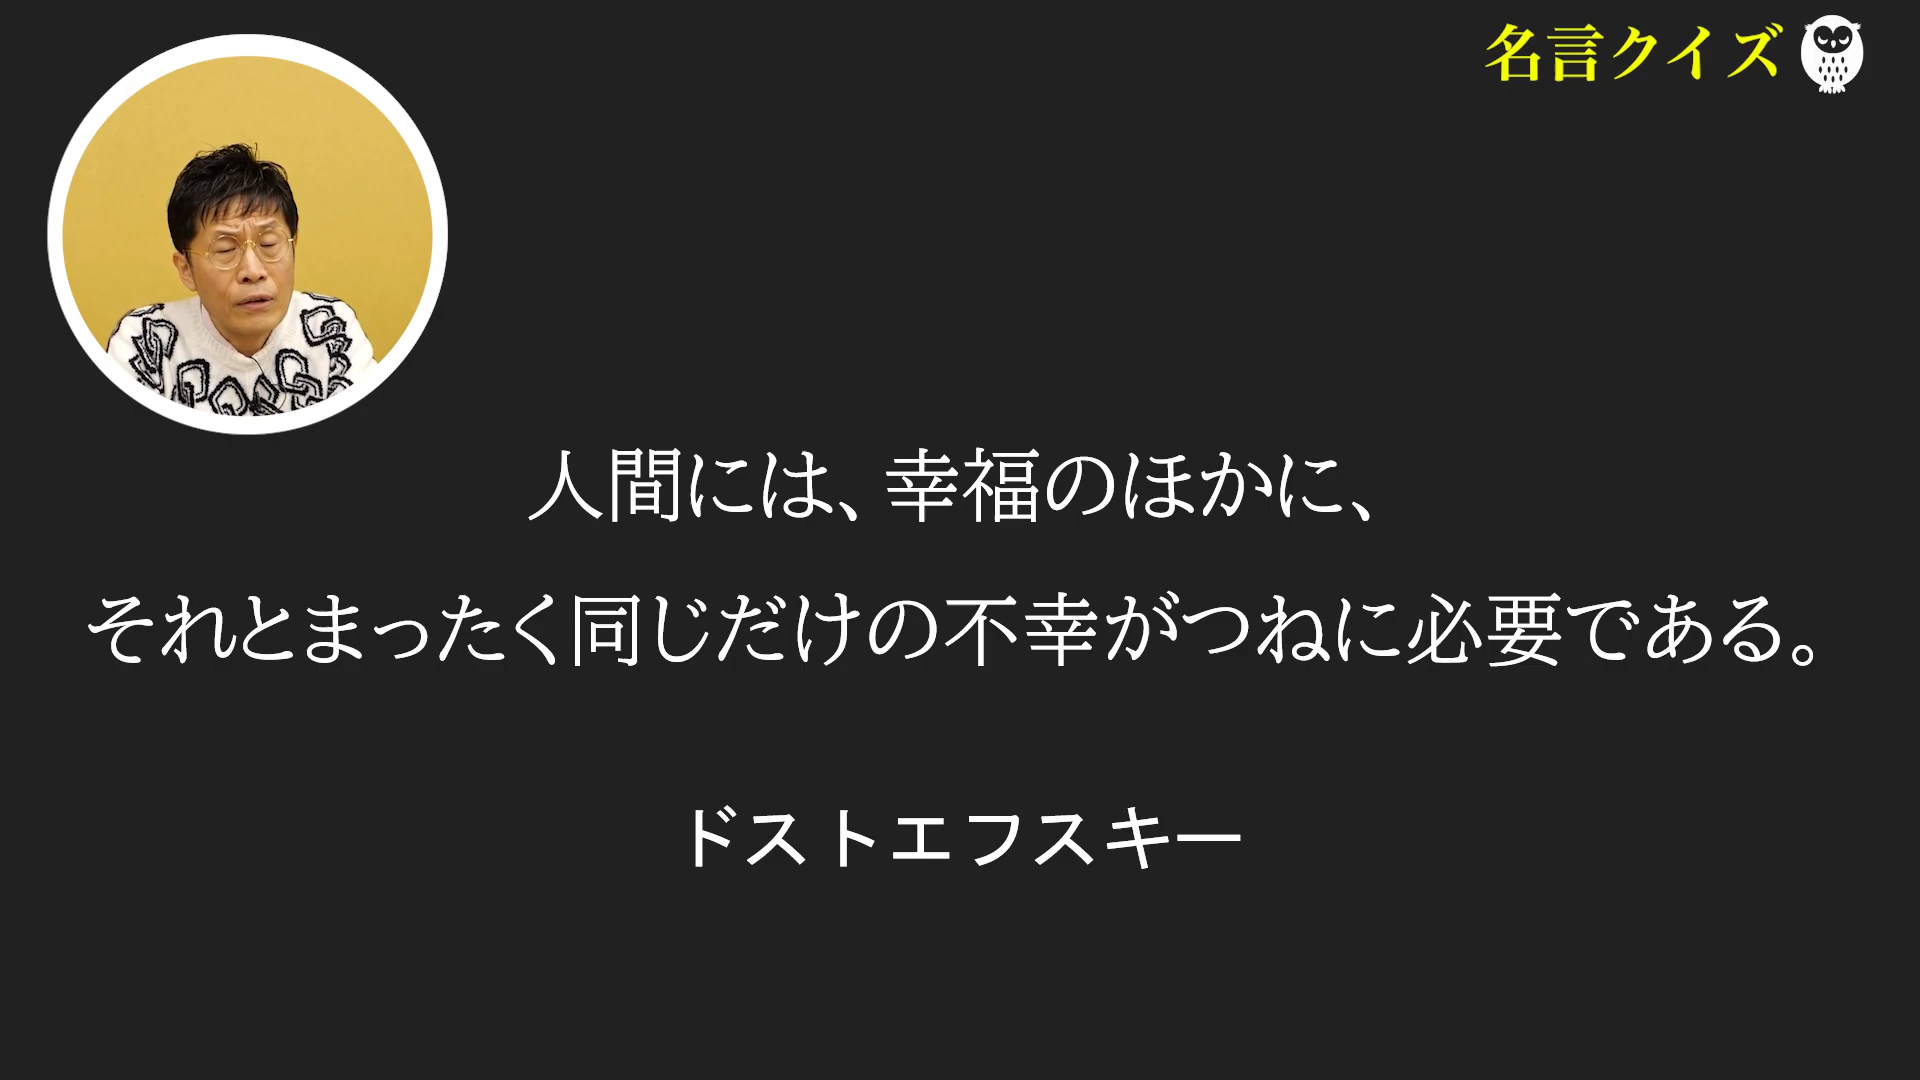 名言クイズ
人間には、幸福のほかに、
それとまったく同じだけの不幸がつねに必要である。
ドストエフスキー